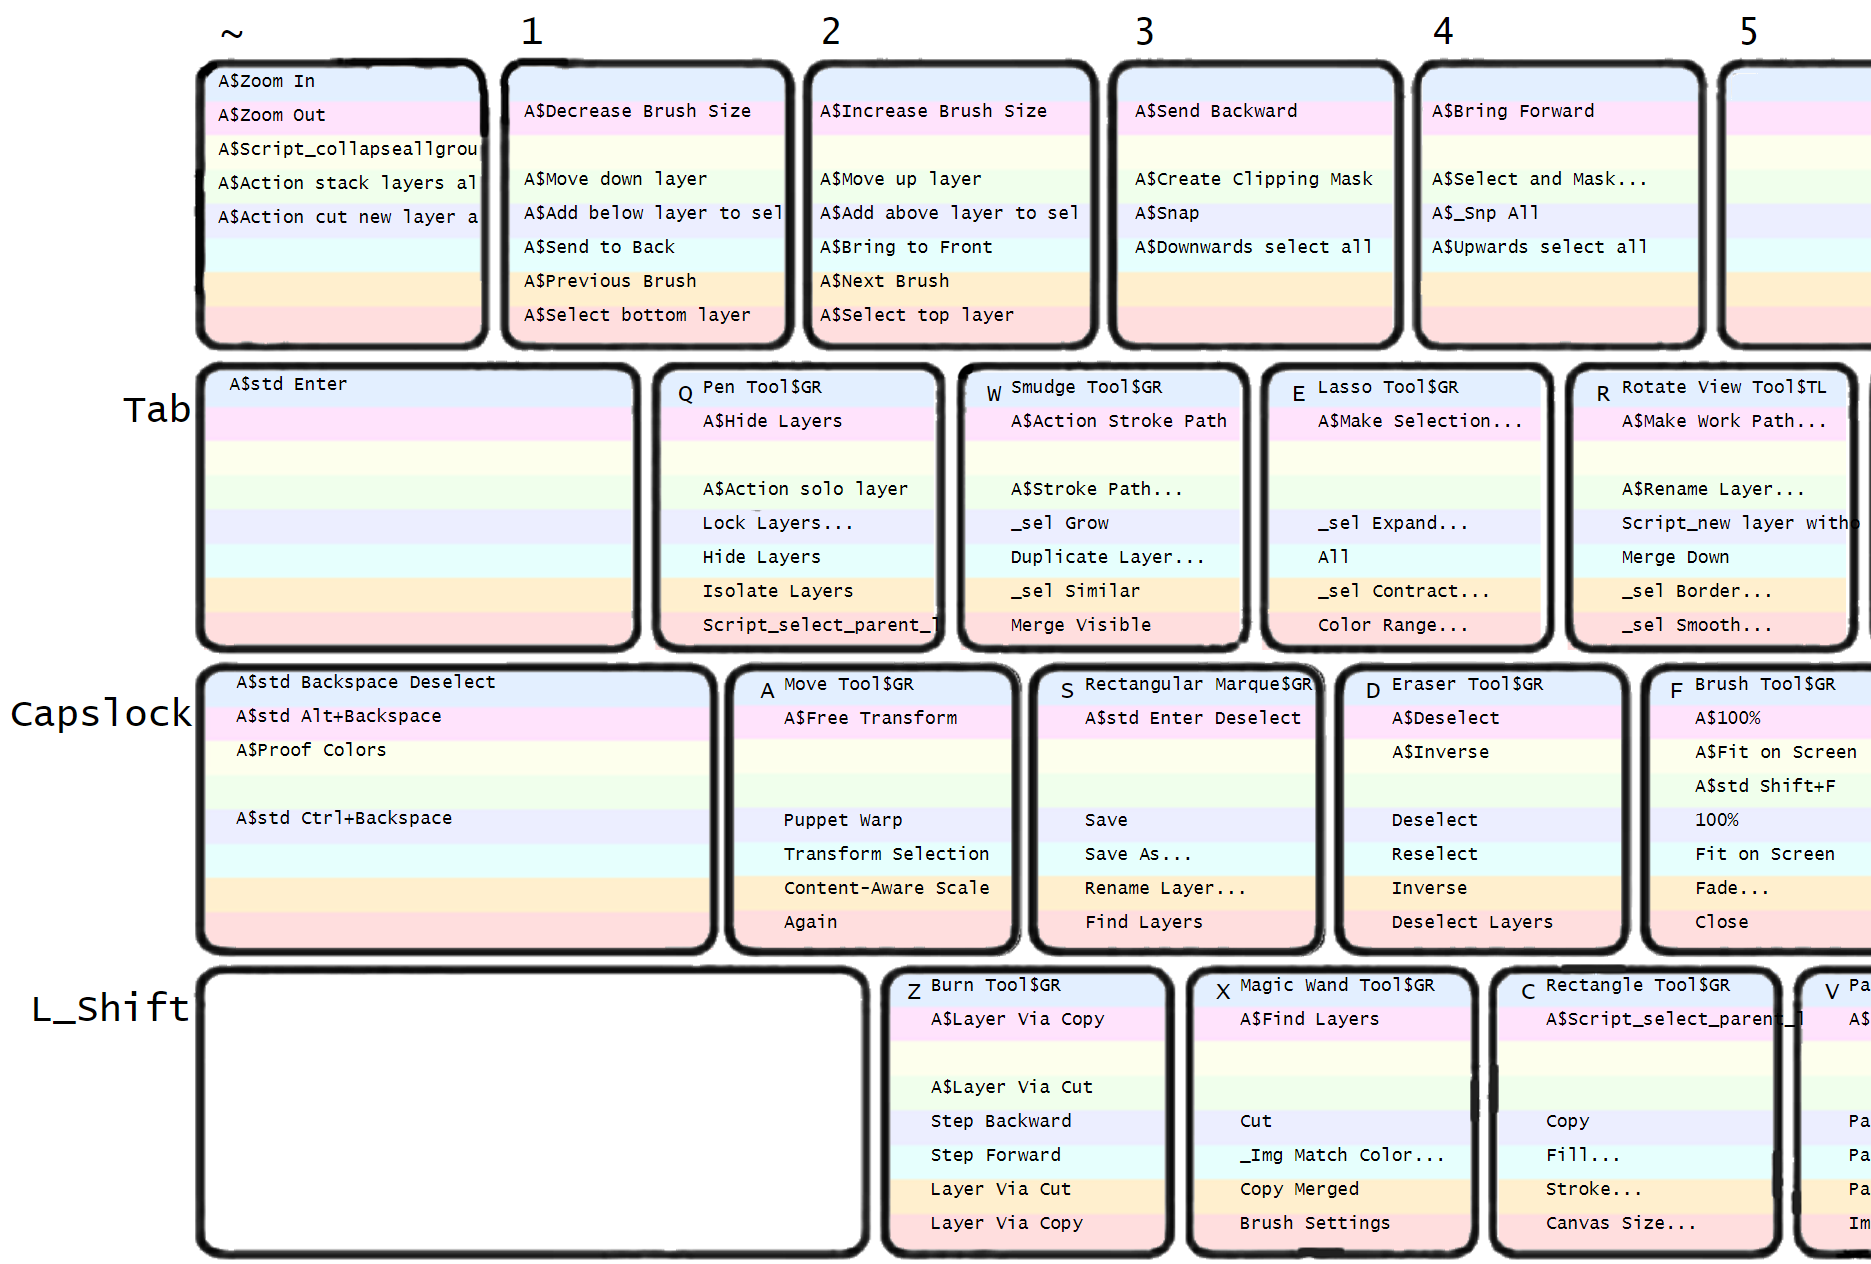 ~
1
2
3
4
5
A$Zoom In
A$Zoom Out
A$Script_collapseallgrou
A$Action stack layers al
A$Action cut new layer a
A$Decrease Brush Size
A$Move down layer
A$Add below layer to sel
A$Send to Back
A$Previous Brush
A$Select bottom layer
A$Increase Brush Size
A$Move up layer
A$Add above layer to sel
A$Bring to Front
A$Next Brush
A$Select top layer
A$Send Backward
A$Create Clipping Mask
A$Snap
A$Downwards select all
A$Bring Forward
A$Select and Mask...
A$_Snp All
A$Upwards select all
Tab
A$std Enter
Q Pen Tool$GR
A$Hide Layers
A$Action solo layer
Lock Layers...
Hide Layers
Isolate Layers
Script_select_parent_l
W Smudge Tool$GR
A$Action Stroke Path
A$Stroke Path...
_sel Grow
Duplicate Layer...
_sel Similar
Merge Visible
E Lasso Tool$GR
A$Make Selection...
_sel Expand...
All
_sel Contract...
Color Range...
R Rotate View Tool$TL
A$Make Work Path...
A$Rename Layer...
Script_new layer witho
Merge Down
_sel Border...
_sel Smooth...
Capslock
A$std Backspace Deselect
A$std Alt+Backspace
A$Proof Colors
A$std Ctrl+Backspace
A Move Tool$GR
A$Free Transform
Puppet Warp
Transform Selection
Content-Aware Scale
Again
S Rectangular Marque$GR
A$std Enter Deselect
Save
Save As...
Rename Layer...
Find Layers
D Eraser Tool$GR
A$Deselect
A$Inverse
Deselect
Reselect
Inverse
Deselect Layers
F Brush Tool$GR
A$100%
A$Fit on Screen
A$std Shift+F
100%
Fit on Screen
Fade...
Close
L_Shift
Z Burn Tool$GR
A$Layer Via Copy
A$Layer Via Cut
Step Backward
Step Forward
Layer Via Cut
Layer Via Copy
X Magic Wand Tool$GR
A$Find Layers
Cut
_Img Match Color...
Copy Merged
Brush Settings
C Rectangle Tool$GR
A$Script_select_parent_l
Copy
Fill...
Stroke...
Canvas Size...
V Pa
A$
Pa
Pa
Pa
Im